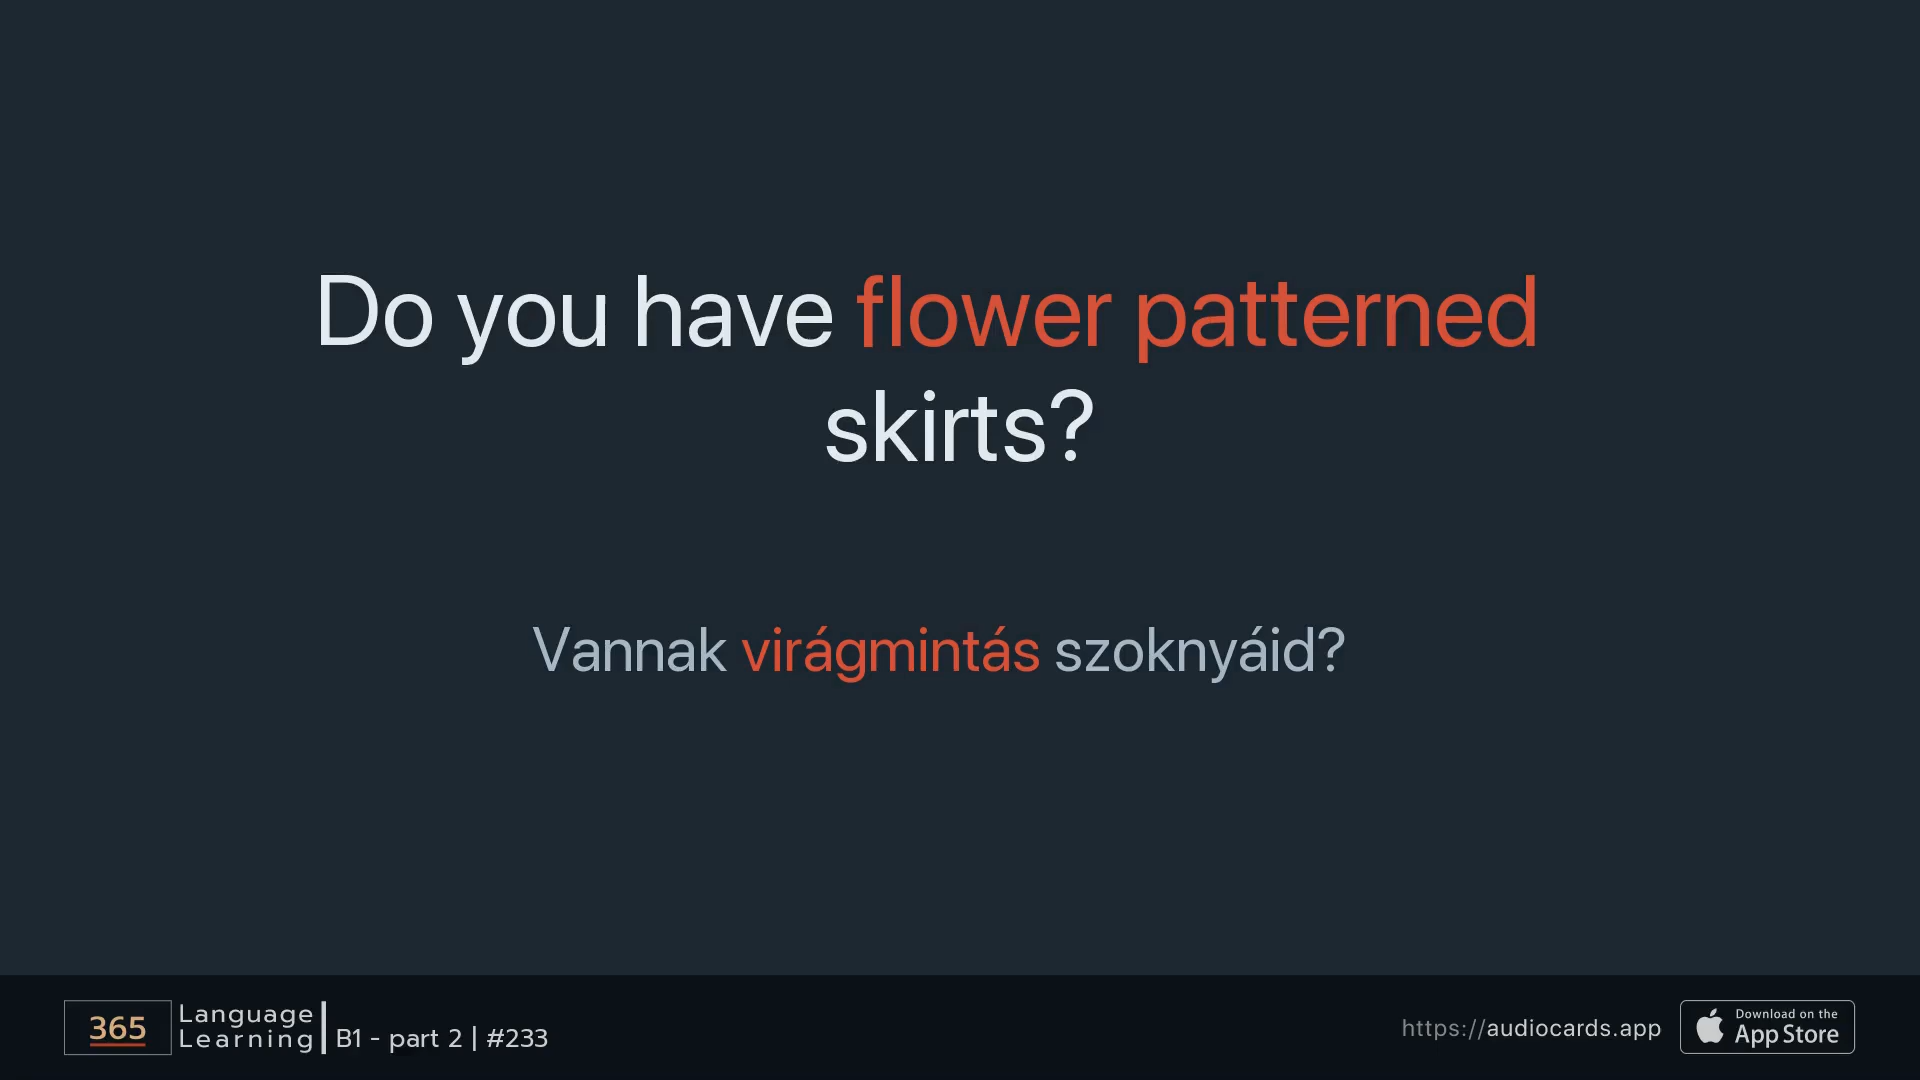 Do you have flower patterned
skirts?
Vannak virágmintás szoknyáid?
365
Language
Learning
B1 - part 2 | #233
https://audiocards.app
Download on the
App Store